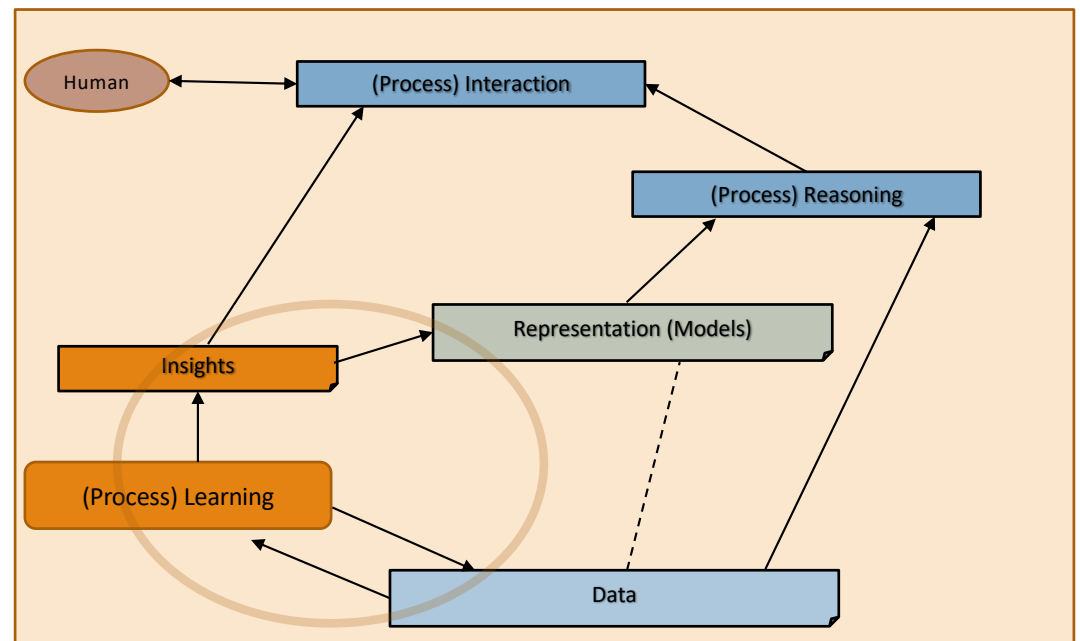 Human
(Process) Interaction
(Process) Reasoning
Representation (Models)
Insights
(Process) Learning
Data